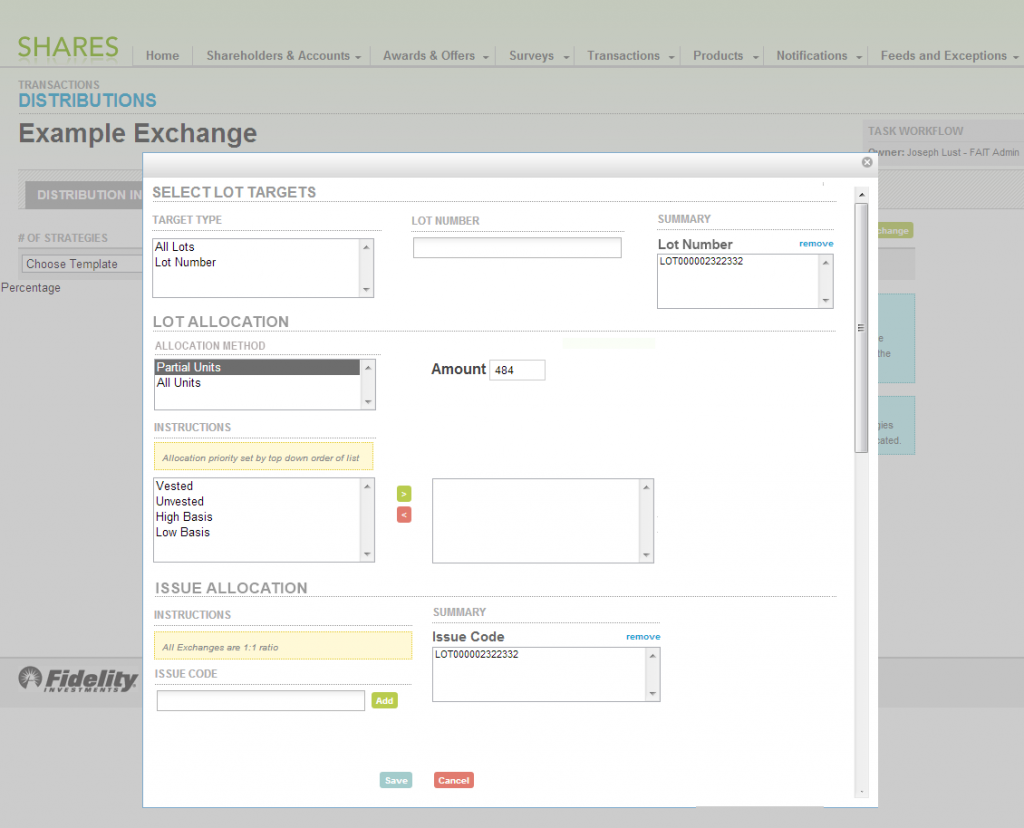 SHARES
Home
Shareholders & Accounts
Awards & Offers
Surveys
Transactions
Products
Notifications
Feeds and Exceptions
TRANSACTIONS
DISTRIBUTIONS
Example Exchange
TASK WORKFLOW
Owner: Joseph Lust - FAIT Admin
DISTRIBUTION IN
# OF STRATEGIES
Choose Template
Percentage
change
the
SELECT LOT TARGETS
TARGET TYPE
All Lots
Lot Number
LOT NUMBER
SUMMARY
Lot Number
remove
LOT000002322332
LOT ALLOCATION
ALLOCATION METHOD
Partial Units
All Units
Amount 484
INSTRUCTIONS
Allocation priority set by top down order of list
Vested
Unvested
High Basis
Low Basis
>
<
ISSUE ALLOCATION
INSTRUCTIONS
All Exchanges are 1:1 ratio
ISSUE CODE
Add
SUMMARY
Issue Code
remove
LOT000002322332
Save
Cancel
Fidelity
INVESTMENTS